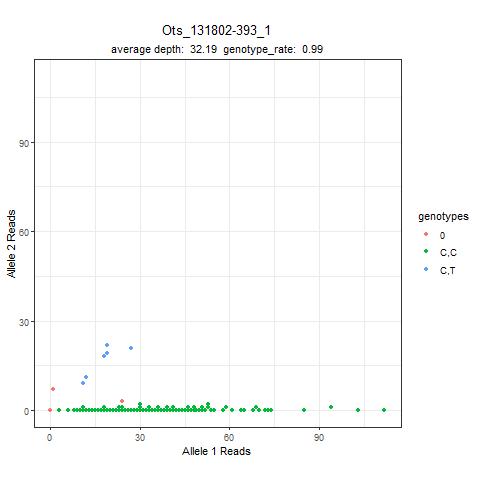 Ots_131802-393_1
average depth: 32.19 genotype_rate: 0.99
Allele 2 Reads
90
60
30
0
0 30 60 90
Allele 1 Reads
genotypes
0
C,C
C,T